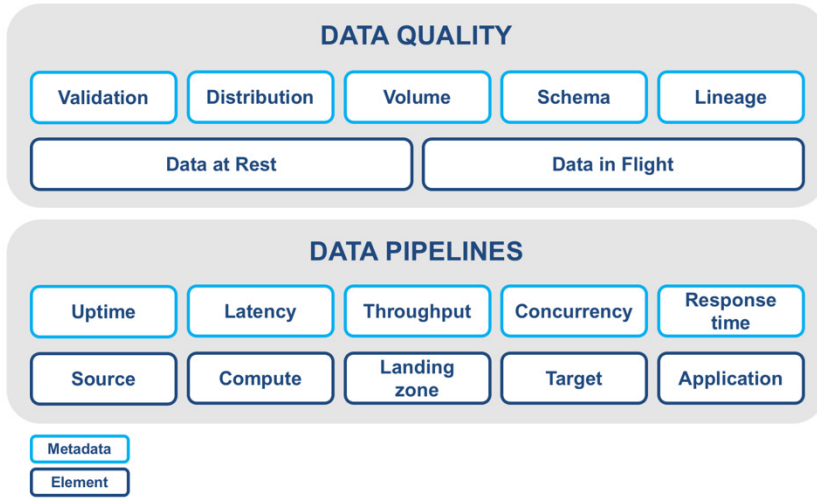 DATA QUALITY
Validation
Distribution
Volume
Schema
Lineage
Data at Rest
Data in Flight
DATA PIPELINES
Uptime
Latency
Throughput
Concurrency
Response
time
Source
Compute
Landing
zone
Target
Application
Metadata
Element